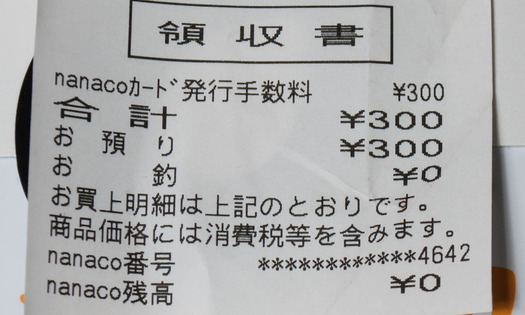 領収書
nanacoカード発行手数料 ¥300
合計 ¥300
お預り ¥300
お釣 ¥0
お買上明細は上記のとおりです。
商品価格には消費税等を含みます。
nanaco番号 ************4642
nanaco残高 ¥0